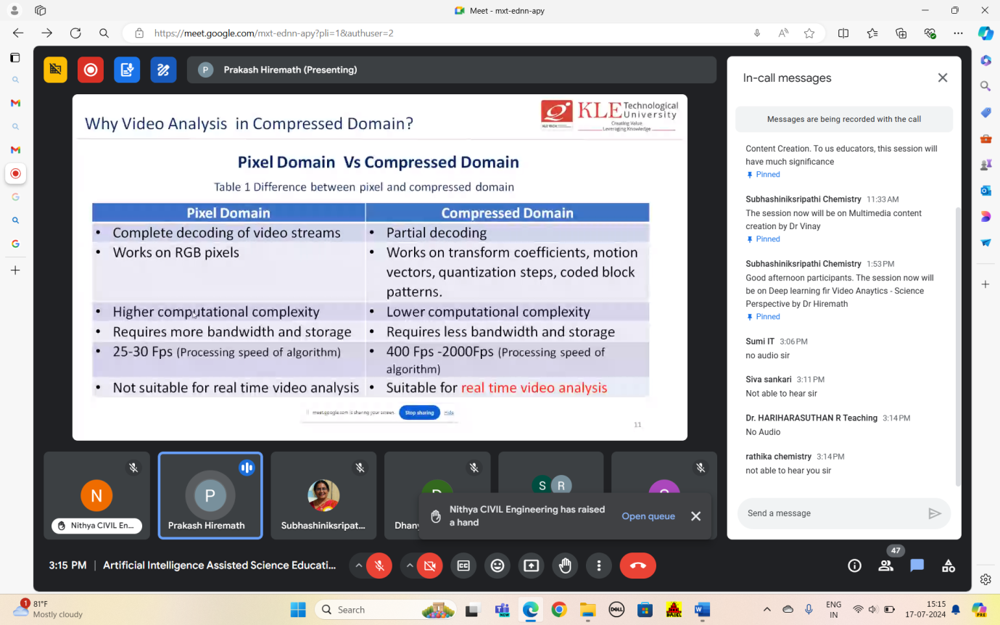 Meet - mxt-ednn-apy
https://meet.google.com/mxt-ednn-apy?pli=1&authuser=2
P
Prakash Hiremath (Presenting)
Why Video Analysis in Compressed Domain?
KLE Technological University
Creating Value
Leveraging Knowledge
Pixel Domain Vs Compressed Domain
Table 1 Difference between pixel and compressed domain
Pixel Domain
Compressed Domain
• Complete decoding of video streams
• Partial decoding
• Works on RGB pixels
• Works on transform coefficients, motion
vectors, quantization steps, coded block
patterns.
• Higher computational complexity
• Lower computational complexity
• Requires more bandwidth and storage
• Requires less bandwidth and storage
• 25-30 Fps (Processing speed of algorithm)
• 400 Fps -2000Fps (Processing speed of
algorithm)
• Not suitable for real time video analysis
• Suitable for real time video analysis
meet.google.com is sharing your screen.
Stop sharing
Hide
11
N
Nithya CIVIL En...
P
Prakash Hiremath
Subhashiniksripat...
Dhany
S
R
Nithya CIVIL Engineering has raised
a hand
Open queue
In-call messages
Messages are being recorded with the call
Content Creation. To us educators, this session will
have much significance
Pinned
Subhashiniksripathi Chemistry 11:33 AM
The session now will be on Multimedia content
creation by Dr Vinay
Pinned
Subhashiniksripathi Chemistry 1:53 PM
Good afternoon participants. The session now will
be on Deep learning fir Video Anaytics - Science
Perspective by Dr Hiremath
Pinned
Sumi IT 3:06 PM
no audio sir
Siva sankari 3:11 PM
Not able to hear sir
Dr. HARIHARASUTHAN R Teaching 3:14 PM
No Audio
rathika chemistry 3:14 PM
not able to hear you sir
Send a message
3:15 PM | Artificial Intelligence Assisted Science Educati...
47
1
81°F
Mostly cloudy
Search
NEW
DELL
ENG
IN
15:15
17-07-2024
PRE